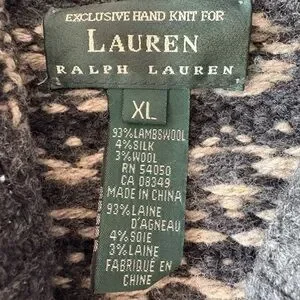 EXCLUSIVE HAND KNIT FOR
LAUREN
RALPH LAUREN
XL
93% LAMBSWOOL
4% SILK
3% WOOL
RN 54050
CA 08349
MADE IN CHINA
93% LAINE
D'AGNEAU
4% SOIE
3% LAINE
FABRIQUÉ EN
CHINE